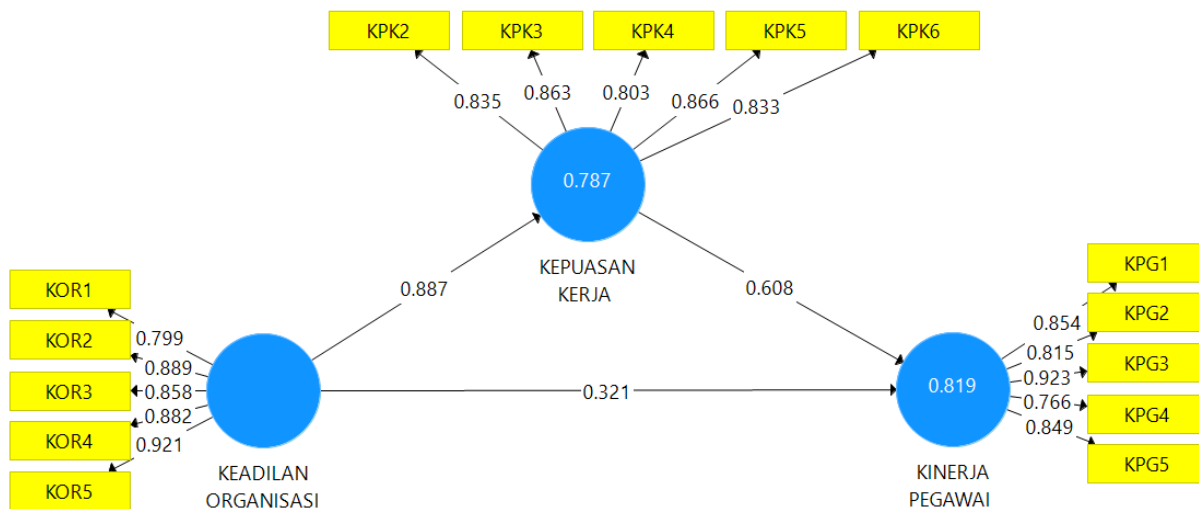 KPK2 KPK3 KPK4 KPK5 KPK6
0.835 0.863 0.803 0.866 0.833
0.787
KEPUASAN
KERJA
0.887
0.608
KOR1
KOR2
KOR3
KOR4
KOR5
0.799
0.889
0.858
0.882
0.921
KEADILAN
ORGANISASI
0.321
0.819
KINERJA
PEGAWAI
0.854
0.815
0.923
0.766
0.849
KPG1
KPG2
KPG3
KPG4
KPG5